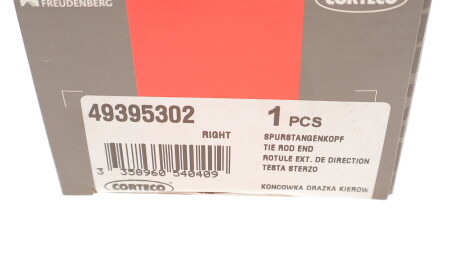 FREUDENBERG
CORTECO
49395302
RIGHT
1 PCS
SPURSTANGENKOPF
TIE ROD END
ROTULE EXT. DE DIRECTION
TESTA STERZO
KONCOWKA DRAZKA KIEROW
3 358960 540409
CORTECO